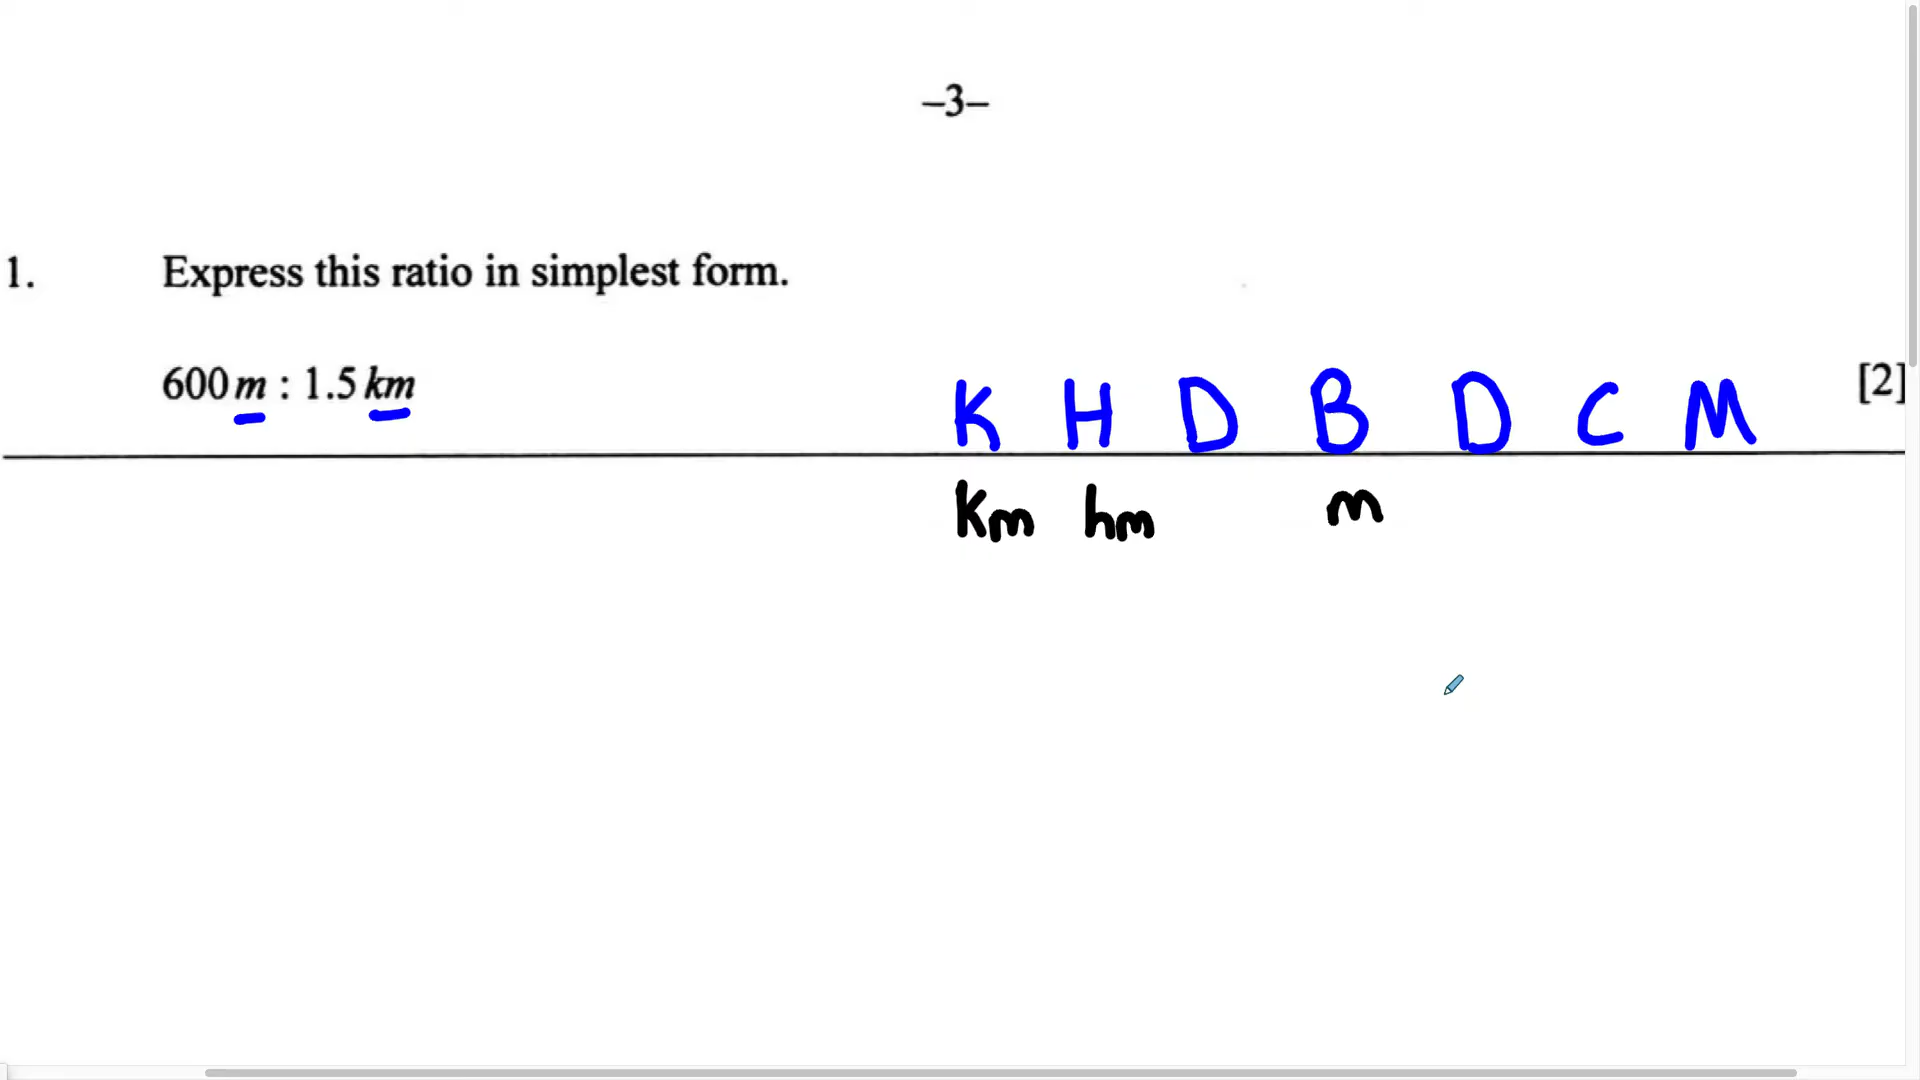 –3–
1. Express this ratio in simplest form.
600 m : 1.5 km [2]
K H D B D C M
km hm m